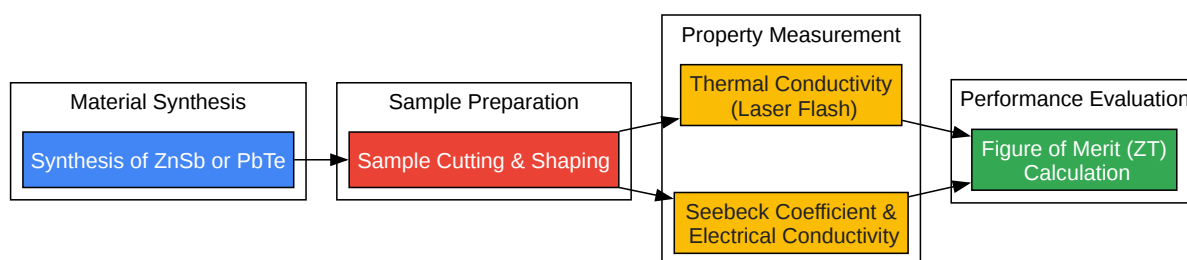 Material Synthesis
Synthesis of ZnSb or PbTe
Sample Preparation
Sample Cutting & Shaping
Property Measurement
Thermal Conductivity
(Laser Flash)
Seebeck Coefficient &
Electrical Conductivity
Performance Evaluation
Figure of Merit (ZT)
Calculation